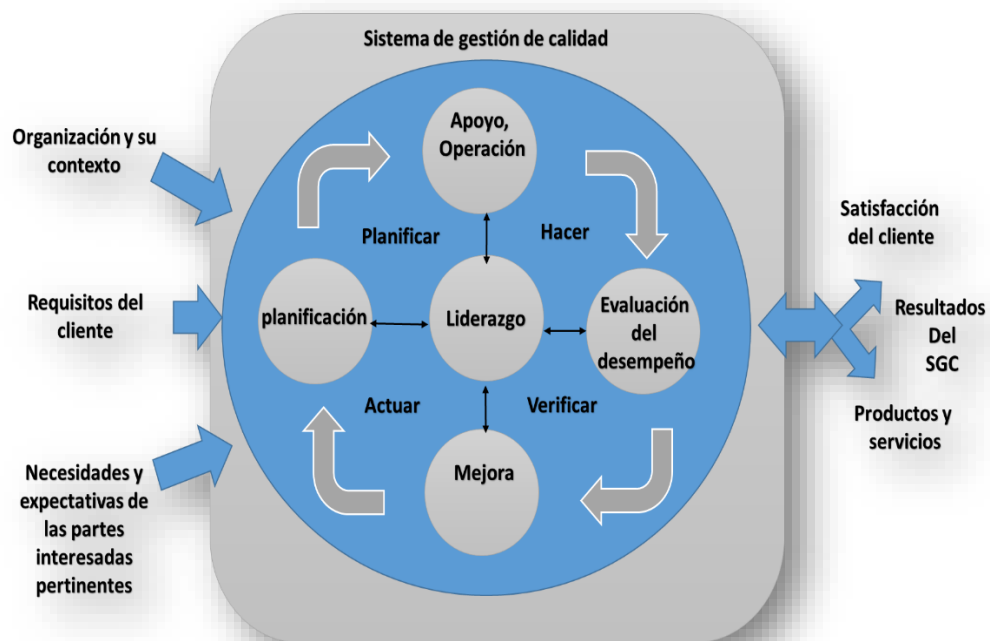 Sistema de gestión de calidad
Organización y su
contexto
Requisitos del
cliente
Necesidades y
expectativas de
las partes
interesadas
pertinentes
Apoyo,
Operación
Planificar
Hacer
planificación
Liderazgo
Evaluación
del
desempeño
Actuar
Verificar
Mejora
Satisfacción
del cliente
Resultados
Del
SGC
Productos y
servicios